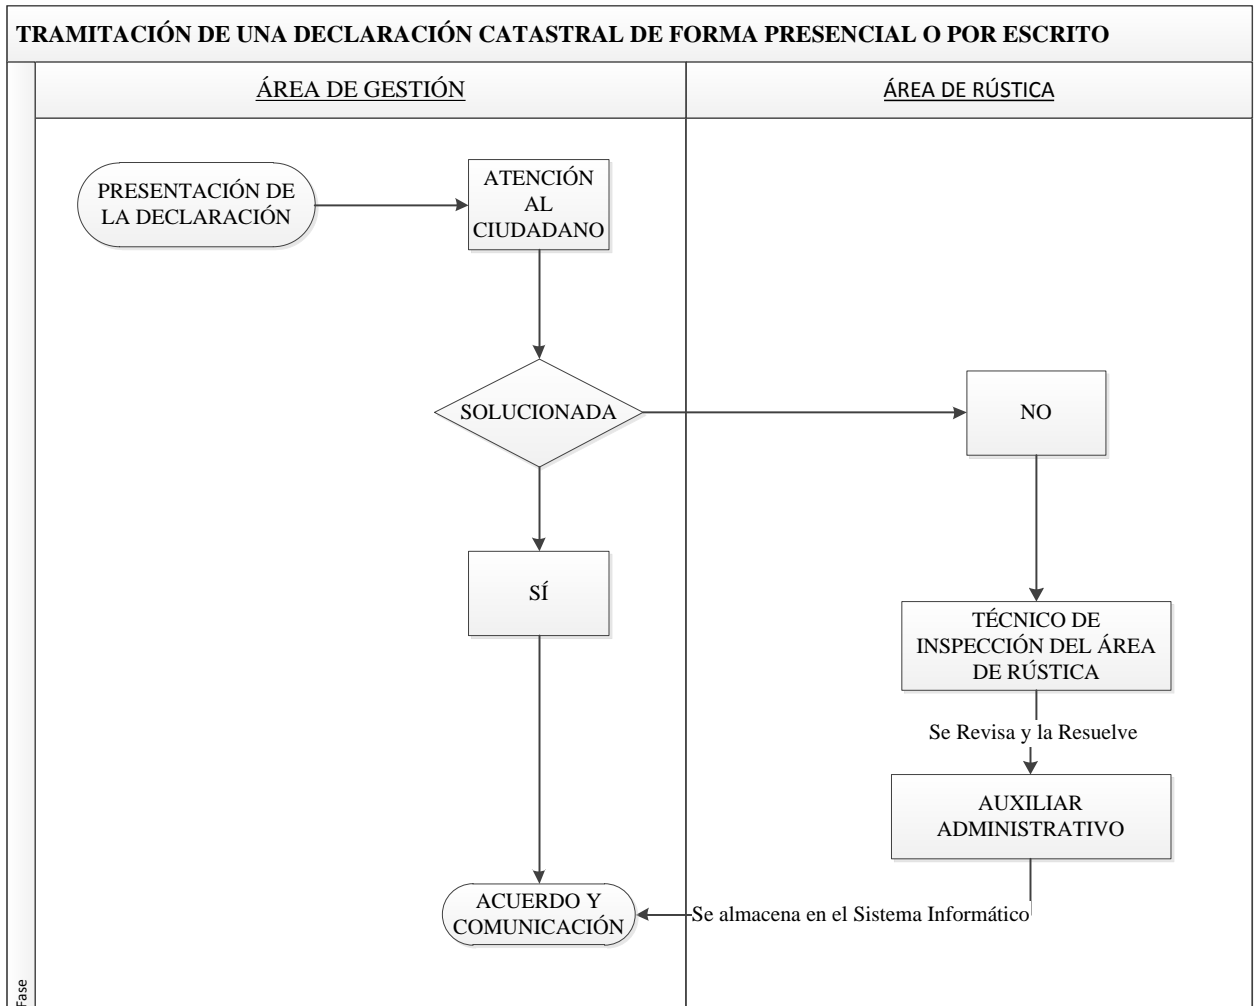 TRAMITACIÓN DE UNA DECLARACIÓN CATASTRAL DE FORMA PRESENCIAL O POR ESCRITO
ÁREA DE GESTIÓN
ÁREA DE RÚSTICA
PRESENTACIÓN DE
LA DECLARACIÓN
ATENCIÓN
AL
CIUDADANO
SOLUCIONADA
NO
SÍ
TÉCNICO DE
INSPECCIÓN DEL ÁREA
DE RÚSTICA
Se Revisa y la Resuelve
AUXILIAR
ADMINISTRATIVO
ACUERDO Y
COMUNICACIÓN
Se almacena en el Sistema Informático
Fase